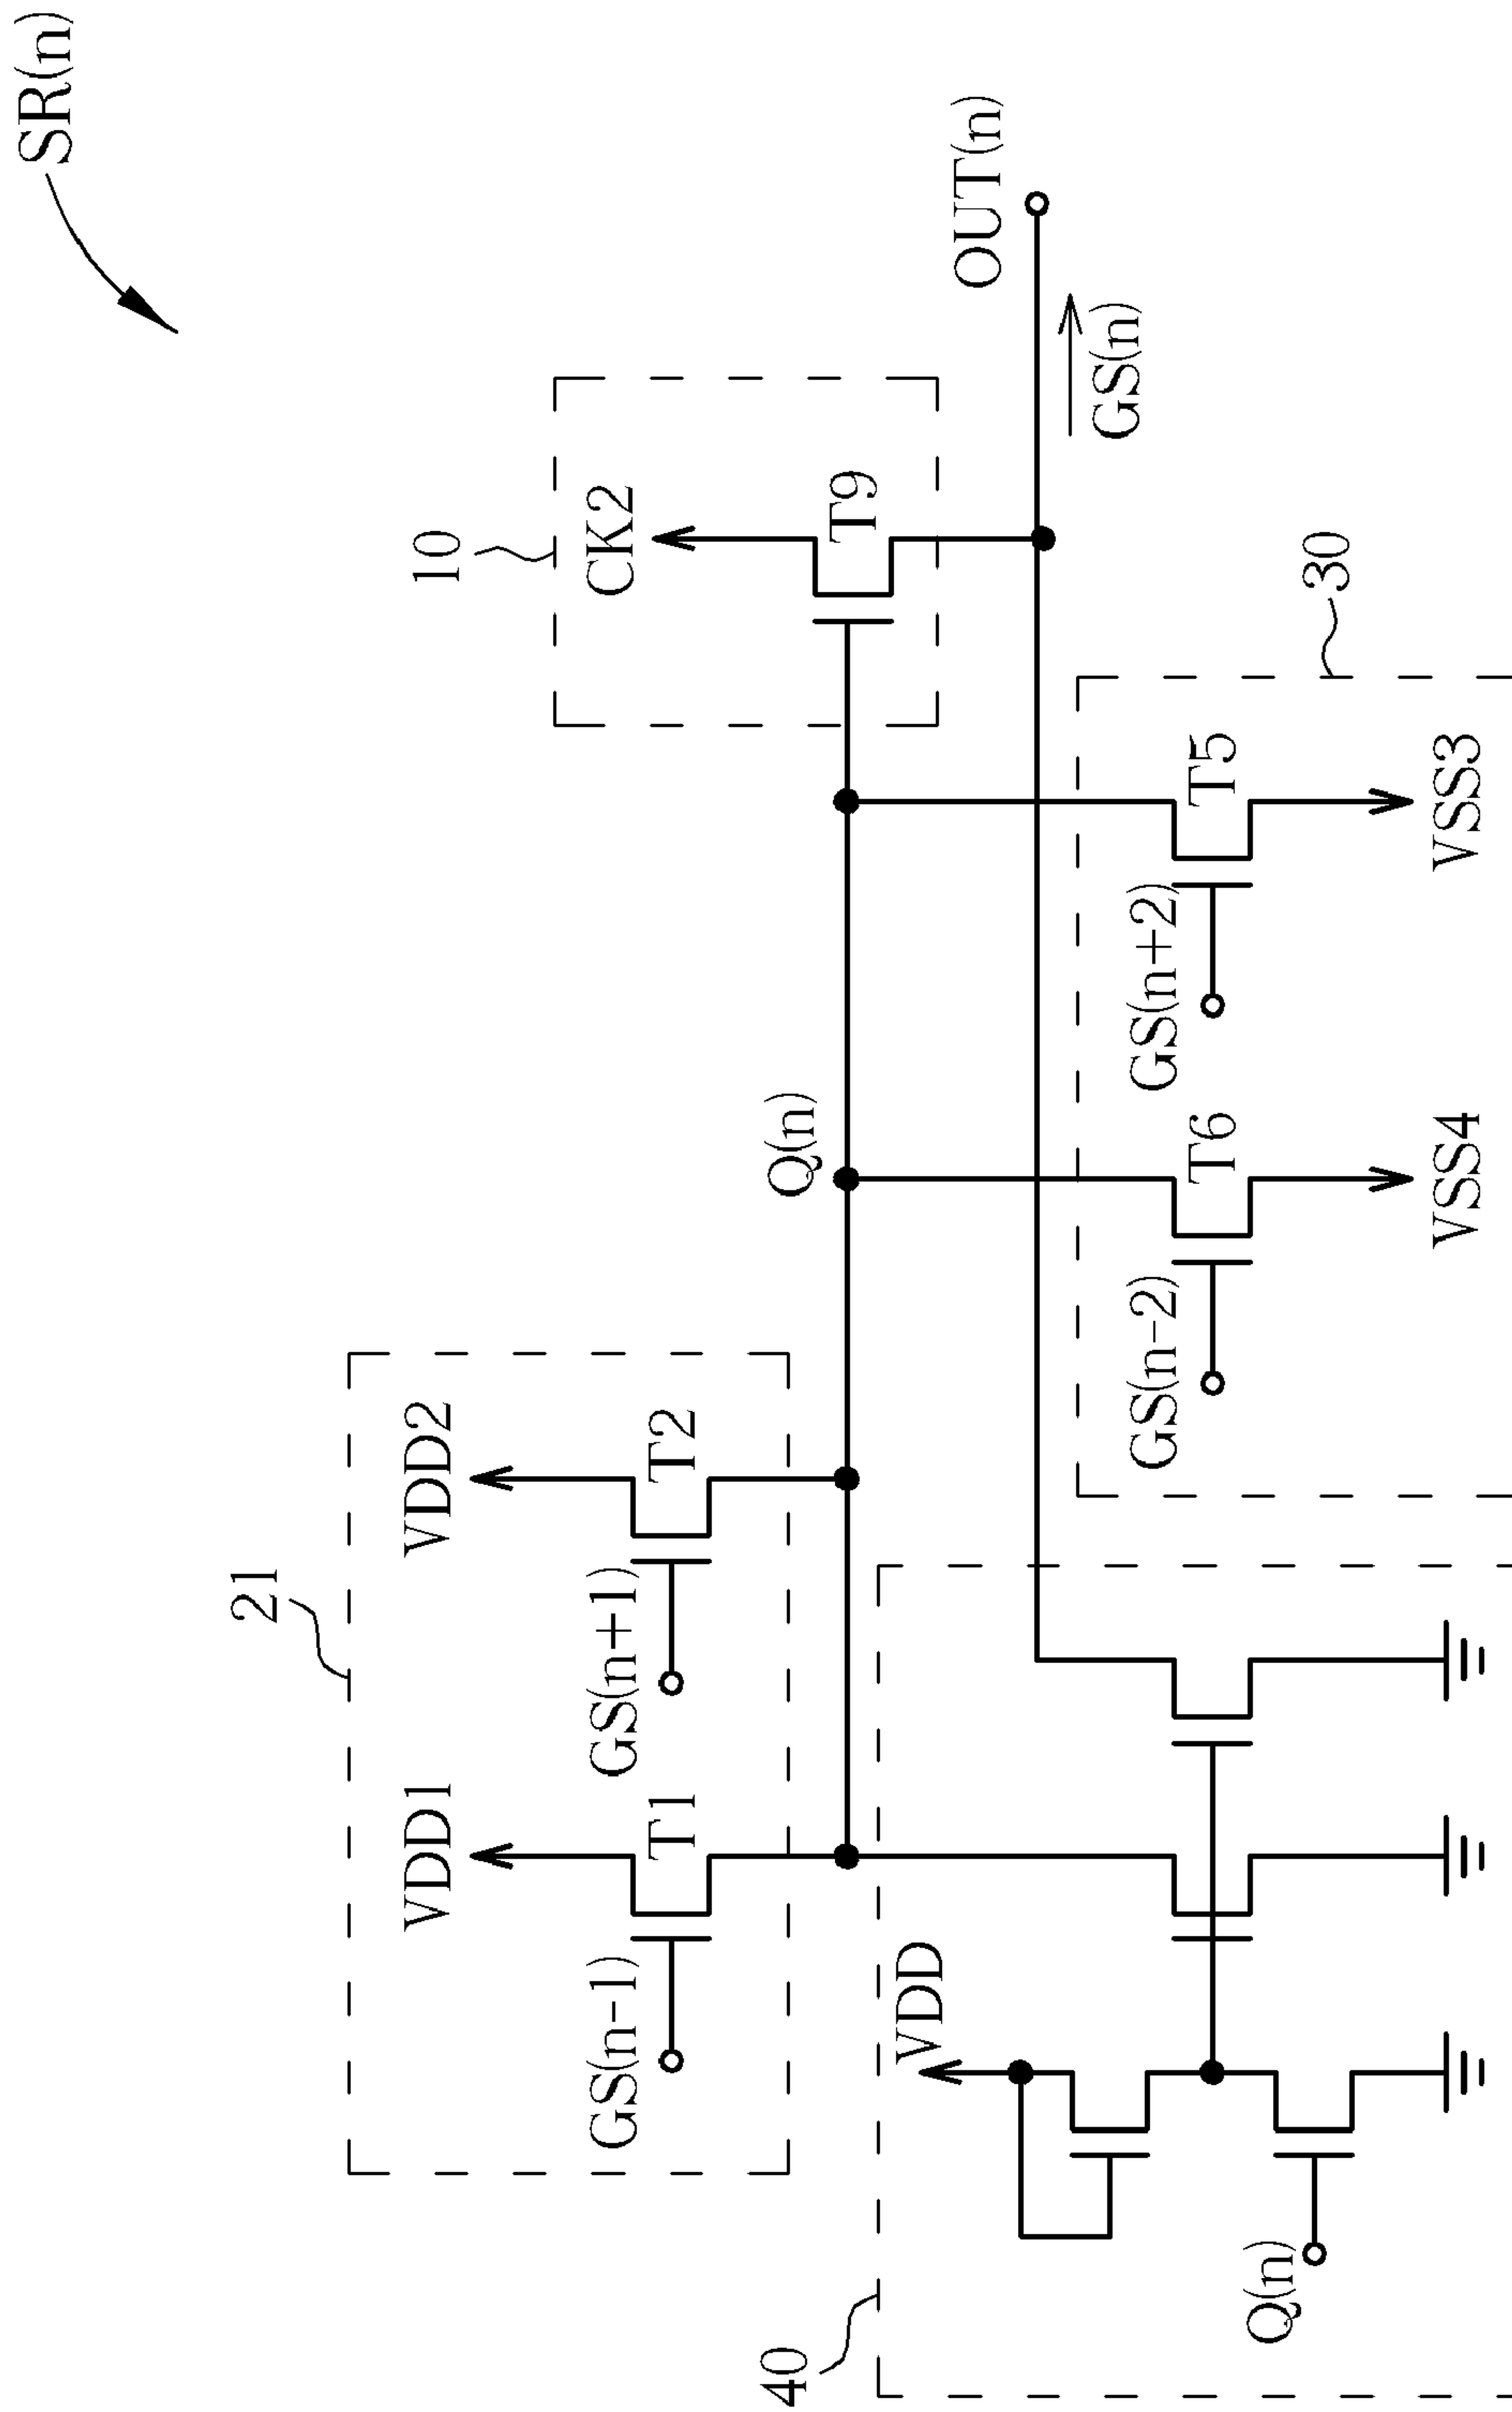 SR(n)
21
VDD1
VDD2
10
CK2
GS(n-1)
T1
GS(n+1)
T2
Q(n)
T9
40
VDD
OUT(n)
GS(n)
GS(n-2)
T6
GS(n+2)
T5
30
Q(n)
VSS4
VSS3